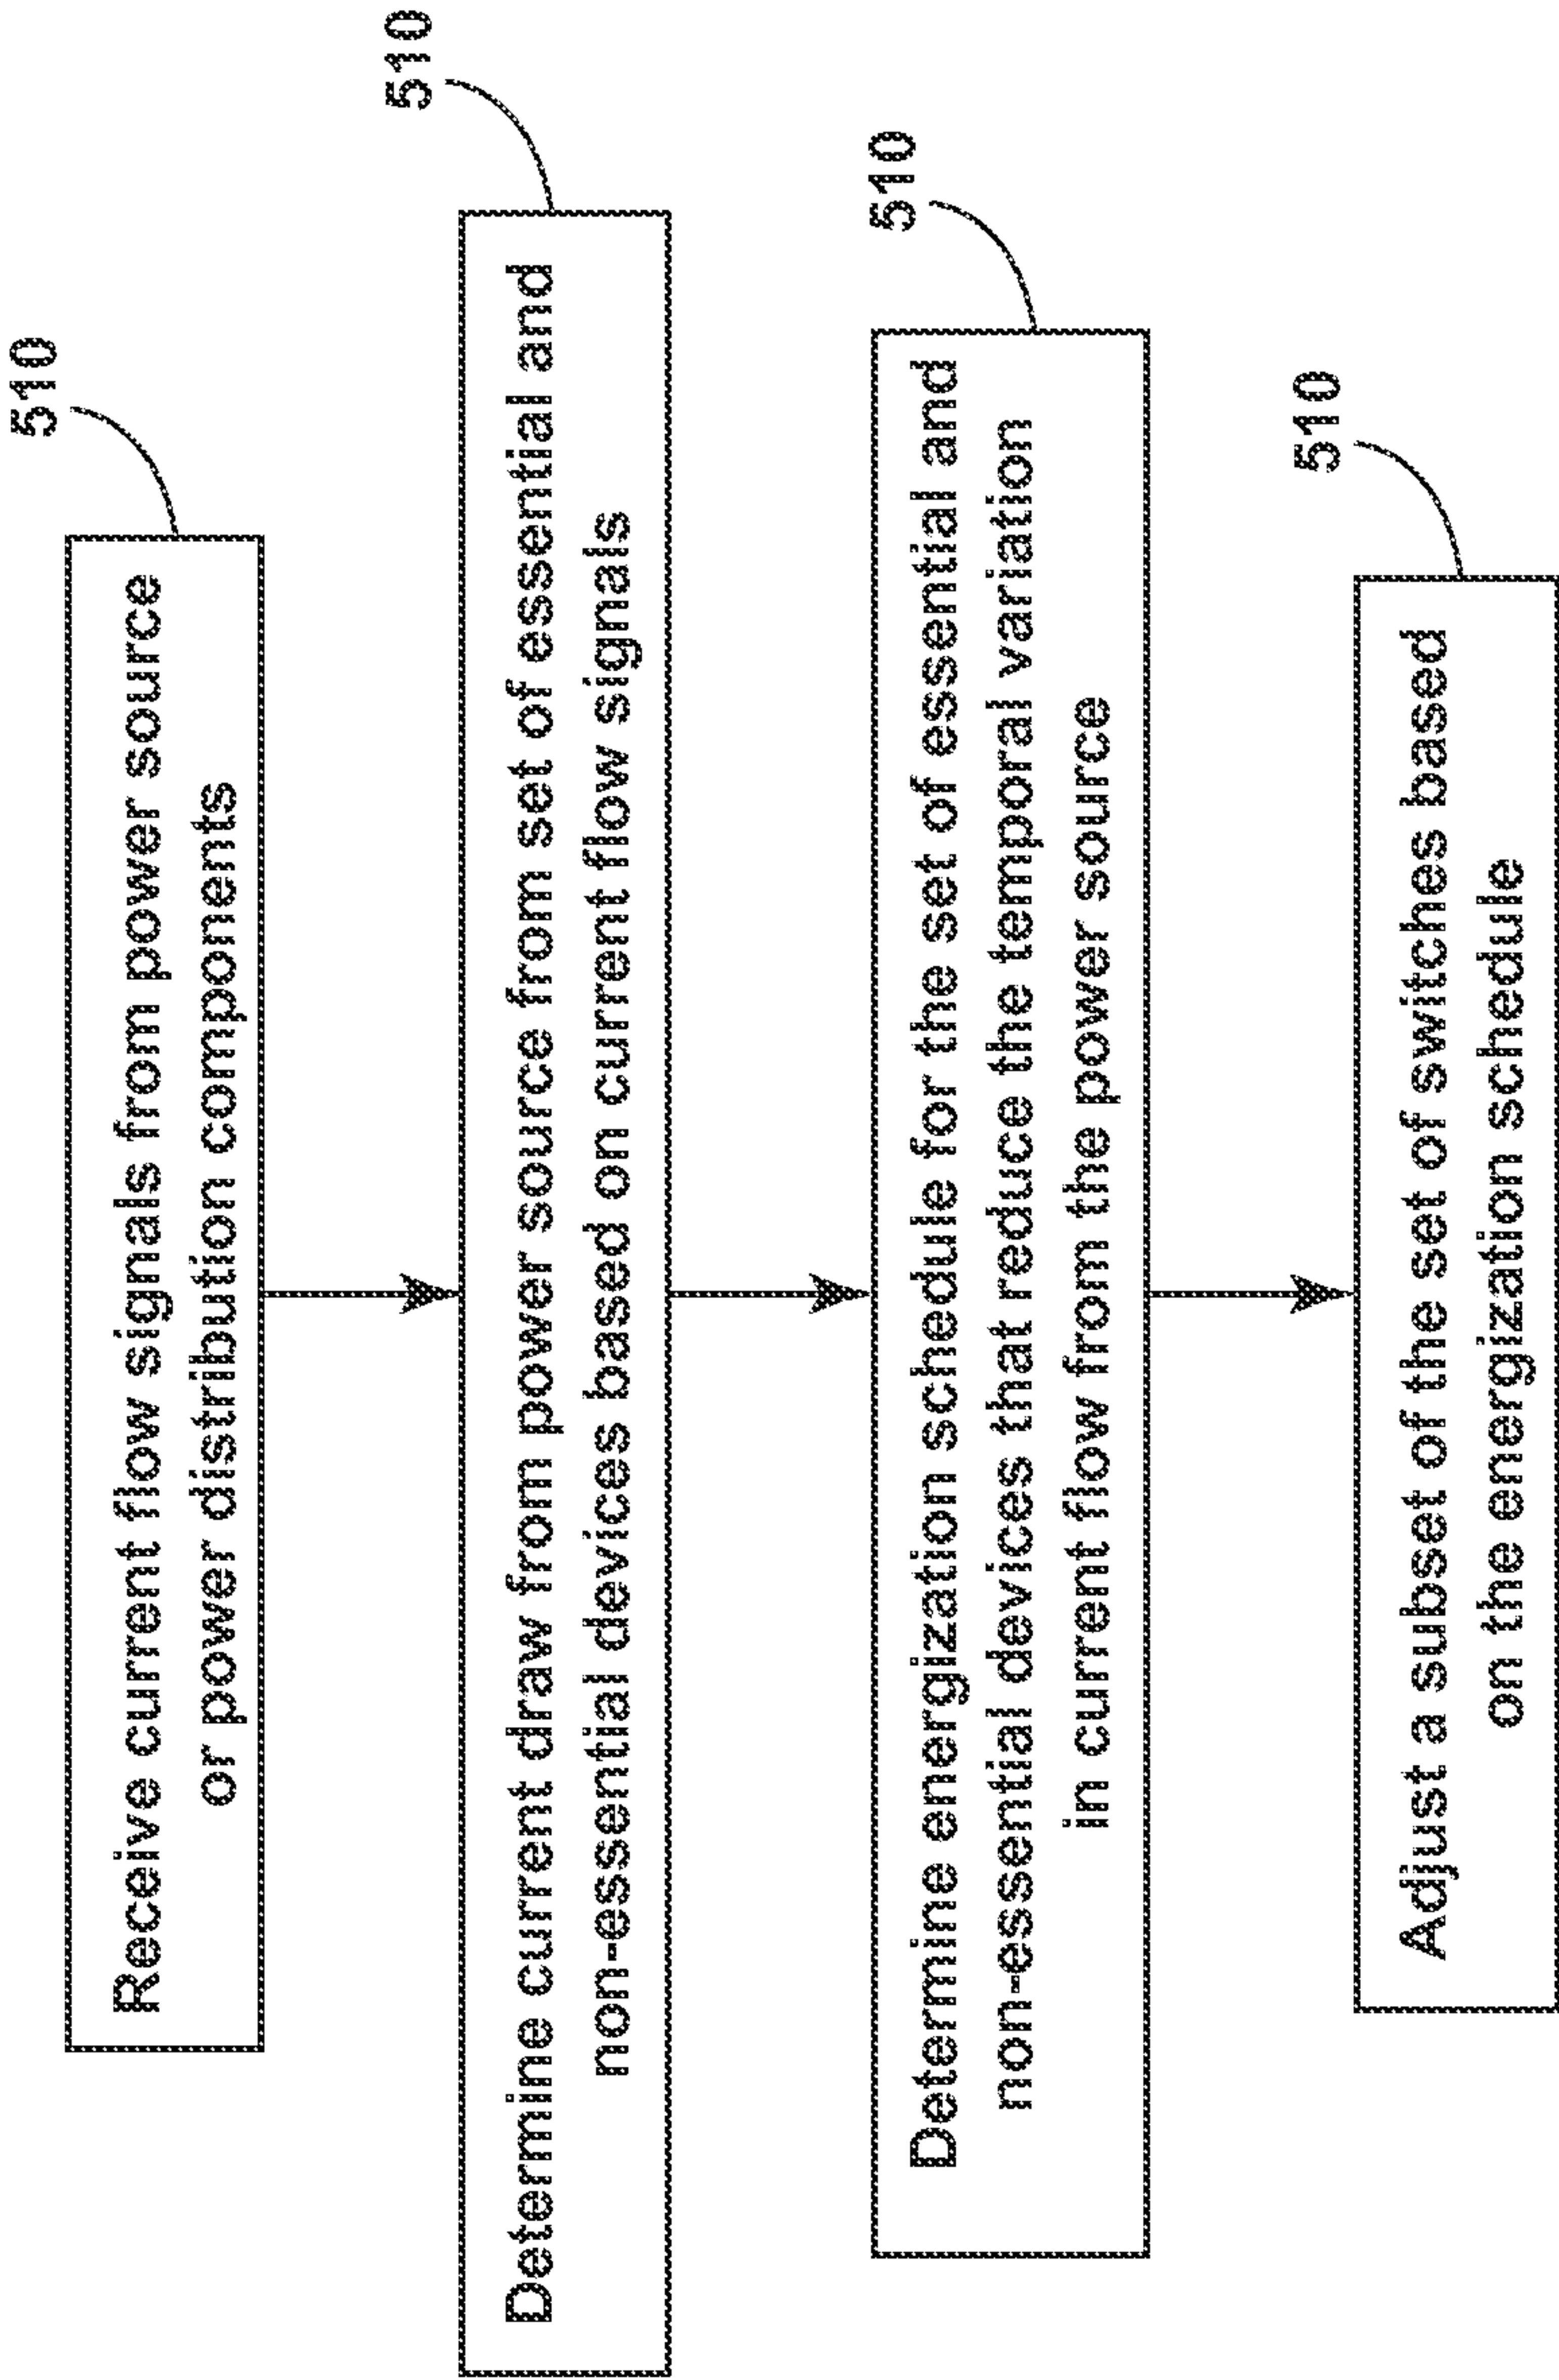 510
Receive current flow signals from power source
or power distribution components
510
Determine current draw from power source from set of essential and
non-essential devices based on current flow signals
510
Determine energization schedule for the set of essential and
non-essential devices that reduce the temporal variation
in current flow from the power source
510
Adjust a subset of the set of switches based
on the energization schedule